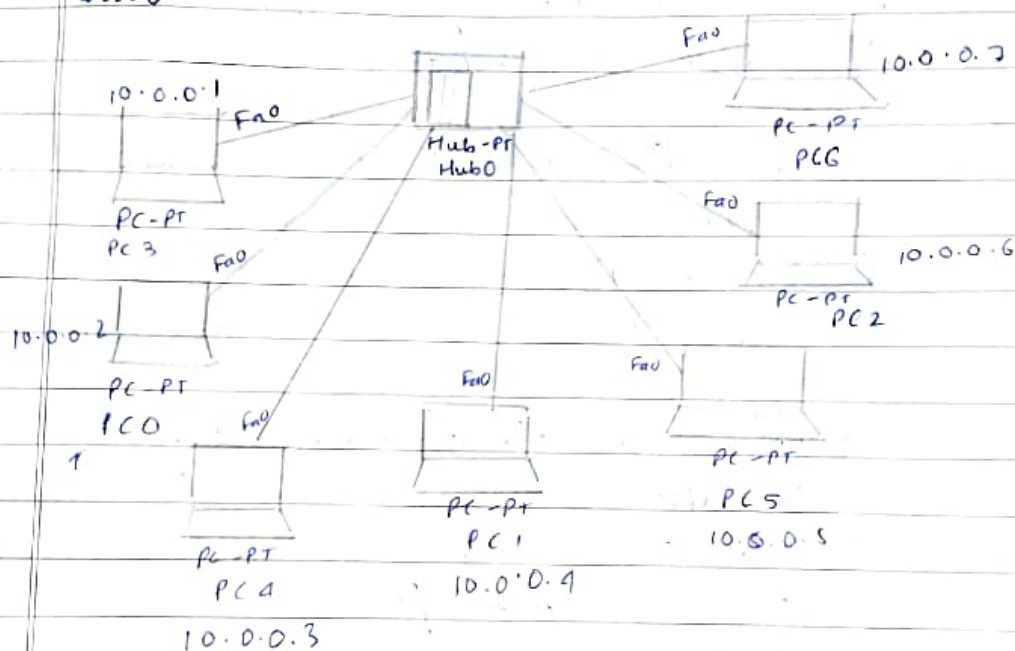 Fa0
10.0.0.7
PC-PT
PC6
10.0.0.1
Fa0
Hub-PT
Hub0
PC-PT
PC 3
Fa0
10.0.0.6
PC-PT
PC2
Fa0
10.0.0.2
PC-PT
PC0
Fa0
PC-PT
PC4
10.0.0.3
Fa0
PC-PT
PC1
10.0.0.4
Fa0
PC-PT
PC5
10.0.0.5